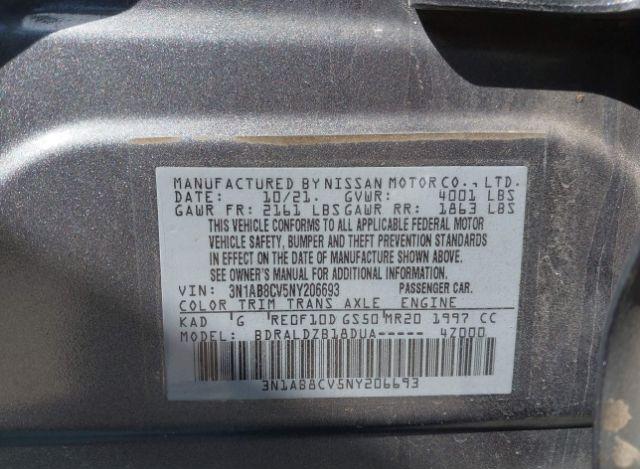 MANUFACTURED BY NISSAN MOTOR CO., LTD.
DATE: 10/21. GVWR: 4001 LBS
GAWR FR: 2161 LBS GAWR RR: 1863 LBS
THIS VEHICLE CONFORMS TO ALL APPLICABLE FEDERAL MOTOR
VEHICLE SAFETY, BUMPER AND THEFT PREVENTION STANDARDS
IN EFFECT ON THE DATE OF MANUFACTURE SHOWN ABOVE.
SEE OWNER'S MANUAL FOR ADDITIONAL INFORMATION.
VIN: 3N1AB8CV5NY206693 PASSENGER CAR.
COLOR TRIM TRANS AXLE ENGINE
KAD G RE0F10D GS50 MR20 1997 CC
MODEL: BDRALDZB18DUA----- 4Z000
3N1AB8CV5NY206693